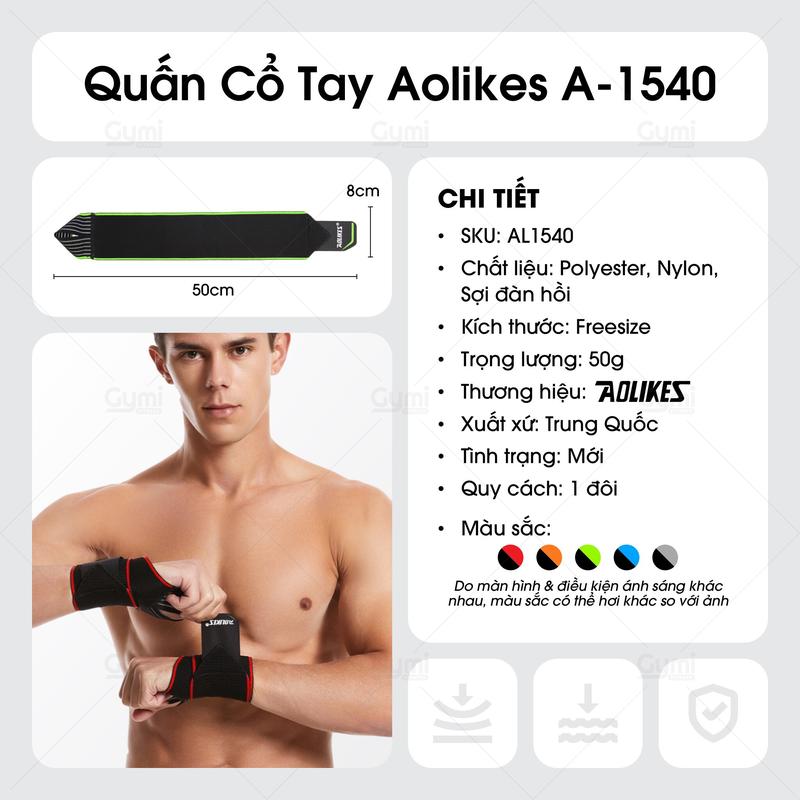 Quấn Cổ Tay Aolikes A-1540
8cm
AOLIKES
50cm
CHI TIẾT
• SKU: AL1540
• Chất liệu: Polyester, Nylon,
Sợi đàn hồi
• Kích thước: Freesize
• Trọng lượng: 50g
• Thương hiệu: AOLIKES
• Xuất xứ: Trung Quốc
• Tình trạng: Mới
• Quy cách: 1 đôi
• Màu sắc:
Do màn hình & điều kiện ánh sáng khác
nhau, màu sắc có thể hơi khác so với ảnh
AOLIKES
Gymi